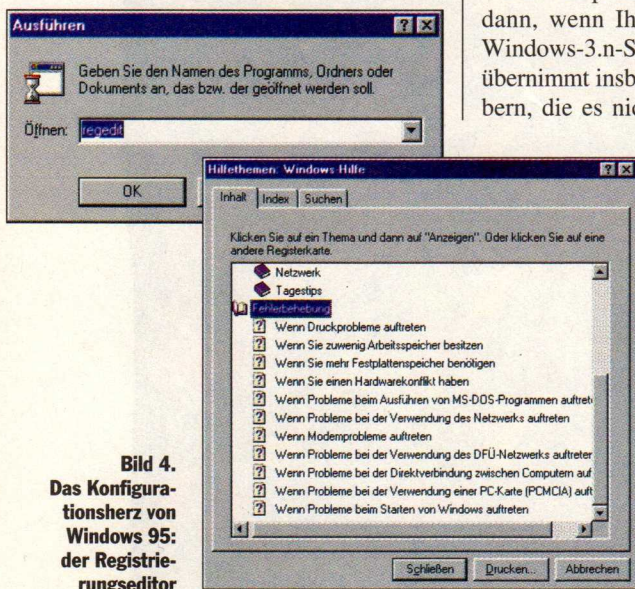 dann, wenn Ih
Windows-3.n-S
übernimmt insb
bern, die es nic
Ausführen
Geben Sie den Namen des Programms, Ordners oder
Dokuments an, das bzw. der geöffnet werden soll.
Öffnen: regedit
OK
Hilfethemen: Windows-Hilfe
Inhalt Index Suchen
Klicken Sie auf ein Thema und dann auf "Anzeigen". Oder klicken Sie auf eine
andere Registerkarte.
Netzwerk
Tagestips
Fehlerbehebung
Wenn Druckprobleme auftreten
Wenn Sie zuwenig Arbeitsspeicher besitzen
Wenn Sie mehr Festplattenspeicher benötigen
Wenn Sie einen Hardwarekonflikt haben
Wenn Probleme beim Ausführen von MS-DOS-Programmen auftret
Wenn Probleme bei der Verwendung des Netzwerks auftreten
Wenn Modemprobleme auftreten
Wenn Probleme bei der Verwendung des DFÜ-Netzwerks auftreter
Wenn Probleme bei der Direktverbindung zwischen Computern auf
Wenn Probleme bei der Verwendung einer PC-Karte (PCMCIA) auft
Wenn Probleme beim Starten von Windows auftreten
Schließen Drucken... Abbrechen
Bild 4.
Das Konfigura-
tionsherz von
Windows 95:
der Registrie-
rungseditor